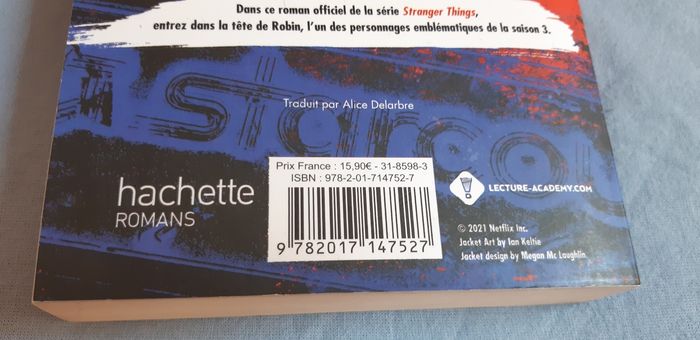 Dans ce roman officiel de la série Stranger Things,
entrez dans la tête de Robin, l'un des personnages emblématiques de la saison 3.
Traduit par Alice Delarbre
Starco
Prix France : 15,90€ - 31-8598-3
ISBN : 978-2-01-714752-7
9 782017 147527
hachette
ROMANS
LECTURE-ACADEMY.COM
© 2021 Netflix Inc.
Jacket Art by Ian Keltie
Jacket design by Megan Mc Laughlin.